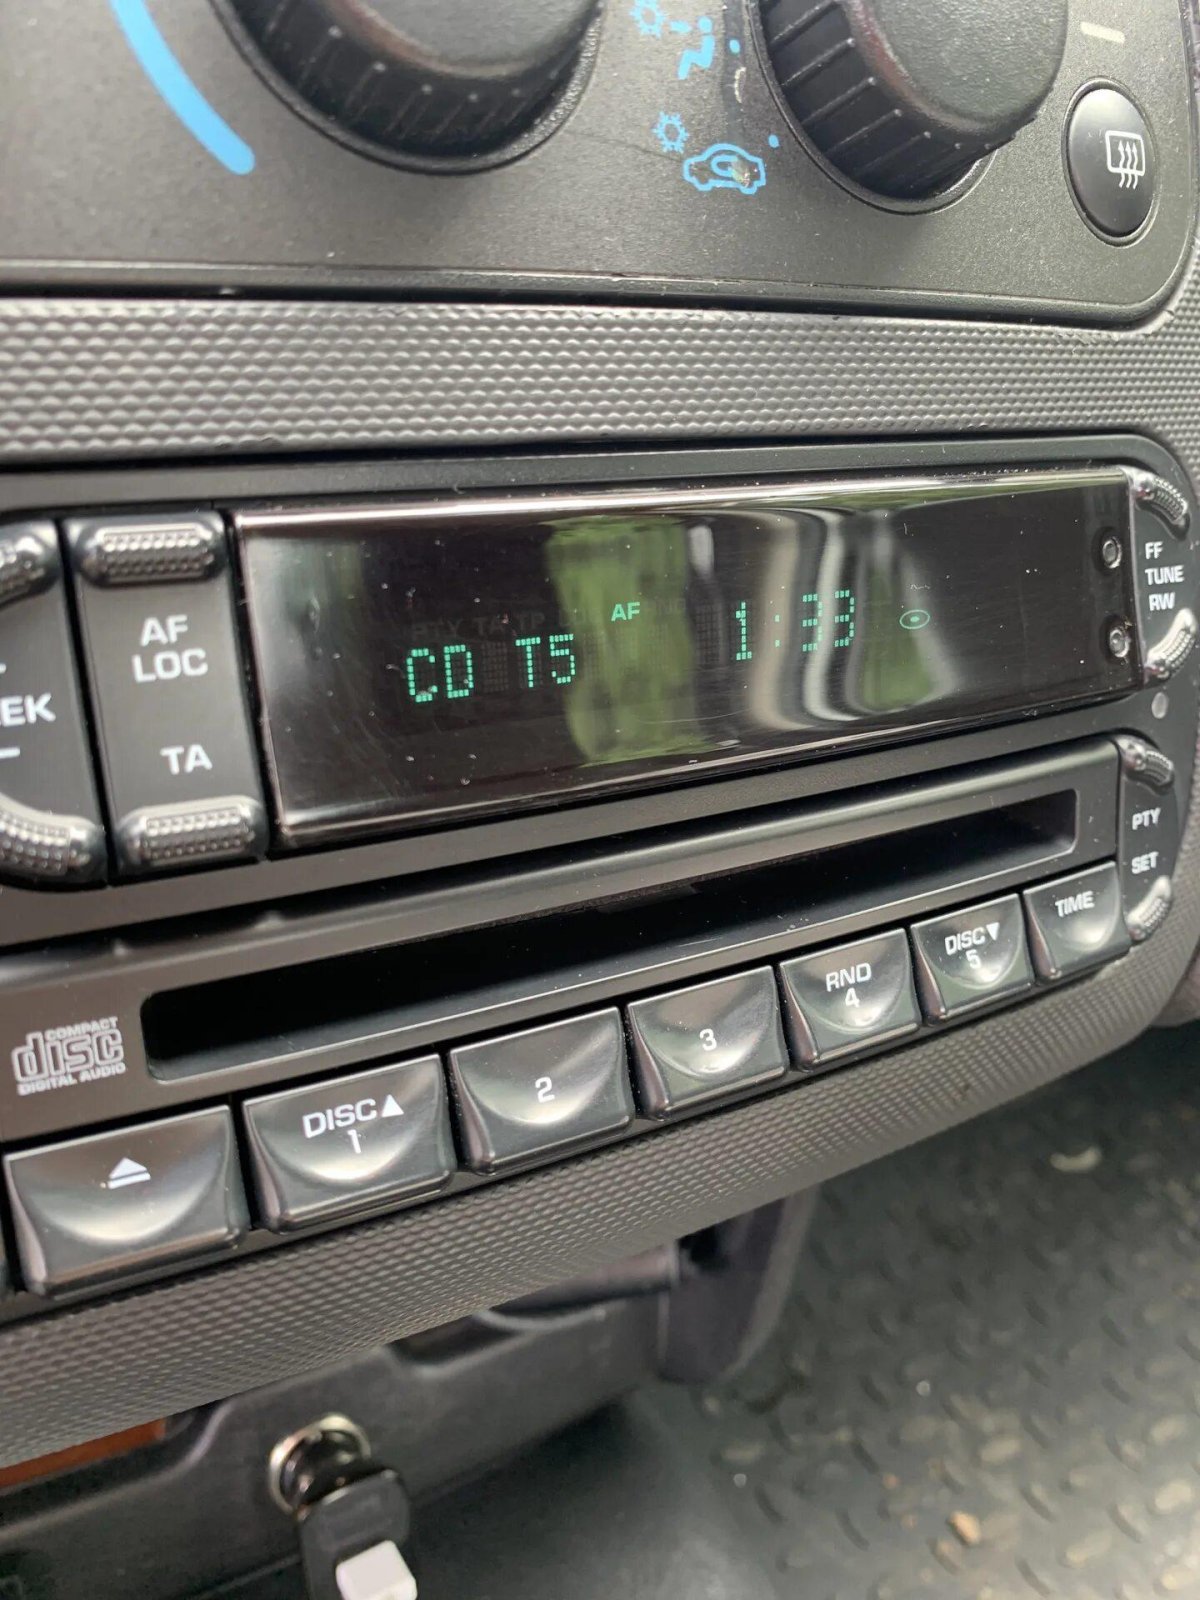 AF
LOC
TA
EEK
AF
CD T5
1:33
FF
TUNE
RW
PTY
SET
TIME
DISC▼
5
RND
4
3
2
DISC▲
1
COMPACT
disc
DIGITAL AUDIO